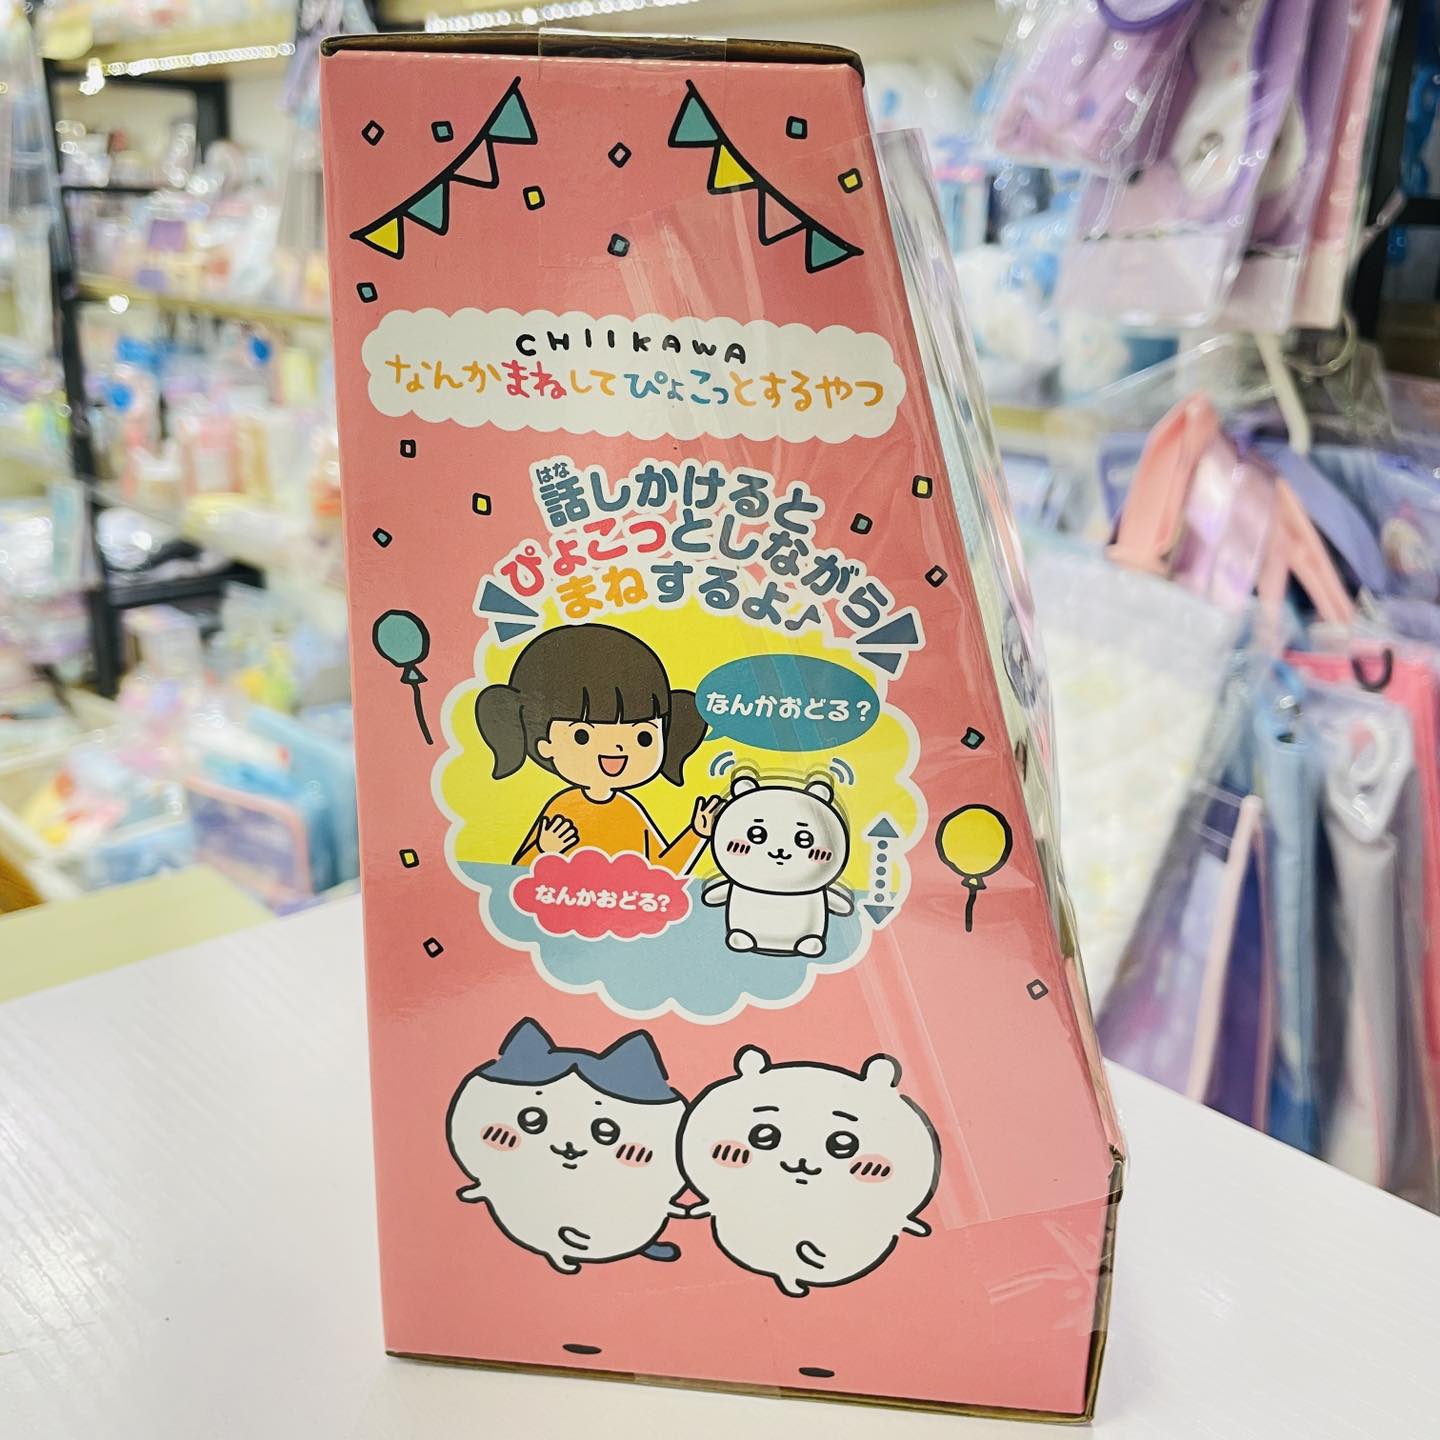 CHIIKAWA
なんかまねしてぴょこっとするやつ
はな
話しかけると
ぴょこっとしながら
まねするよ♪
なんかおどる？
なんかおどる？